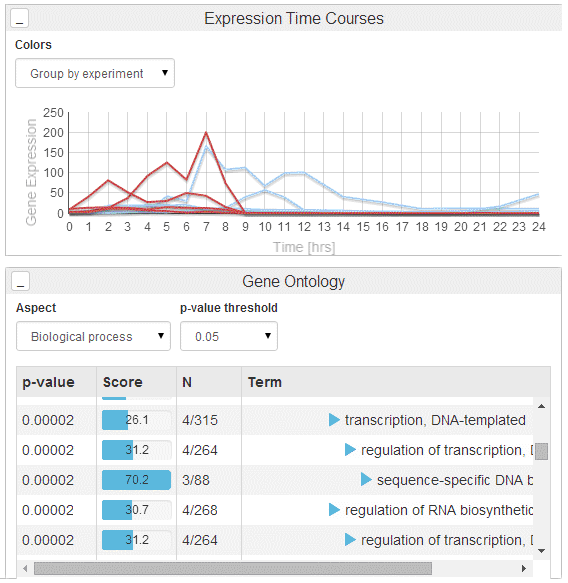 Expression Time Courses
Colors
Group by experiment
250
200
150
100
50
0
Gene Expression
0 1 2 3 4 5 6 7 8 9 10 11 12 13 14 15 16 17 18 19 20 21 22 23 24
Time [hrs]
Gene Ontology
Aspect p-value threshold
Biological process 0.05
p-value Score N Term
0.00002 26.1 4/315 transcription, DNA-templated
0.00002 31.2 4/264 regulation of transcription, D
0.00002 70.2 3/88 sequence-specific DNA b
0.00002 30.7 4/268 regulation of RNA biosynthetic
0.00002 31.2 4/264 regulation of transcription, D